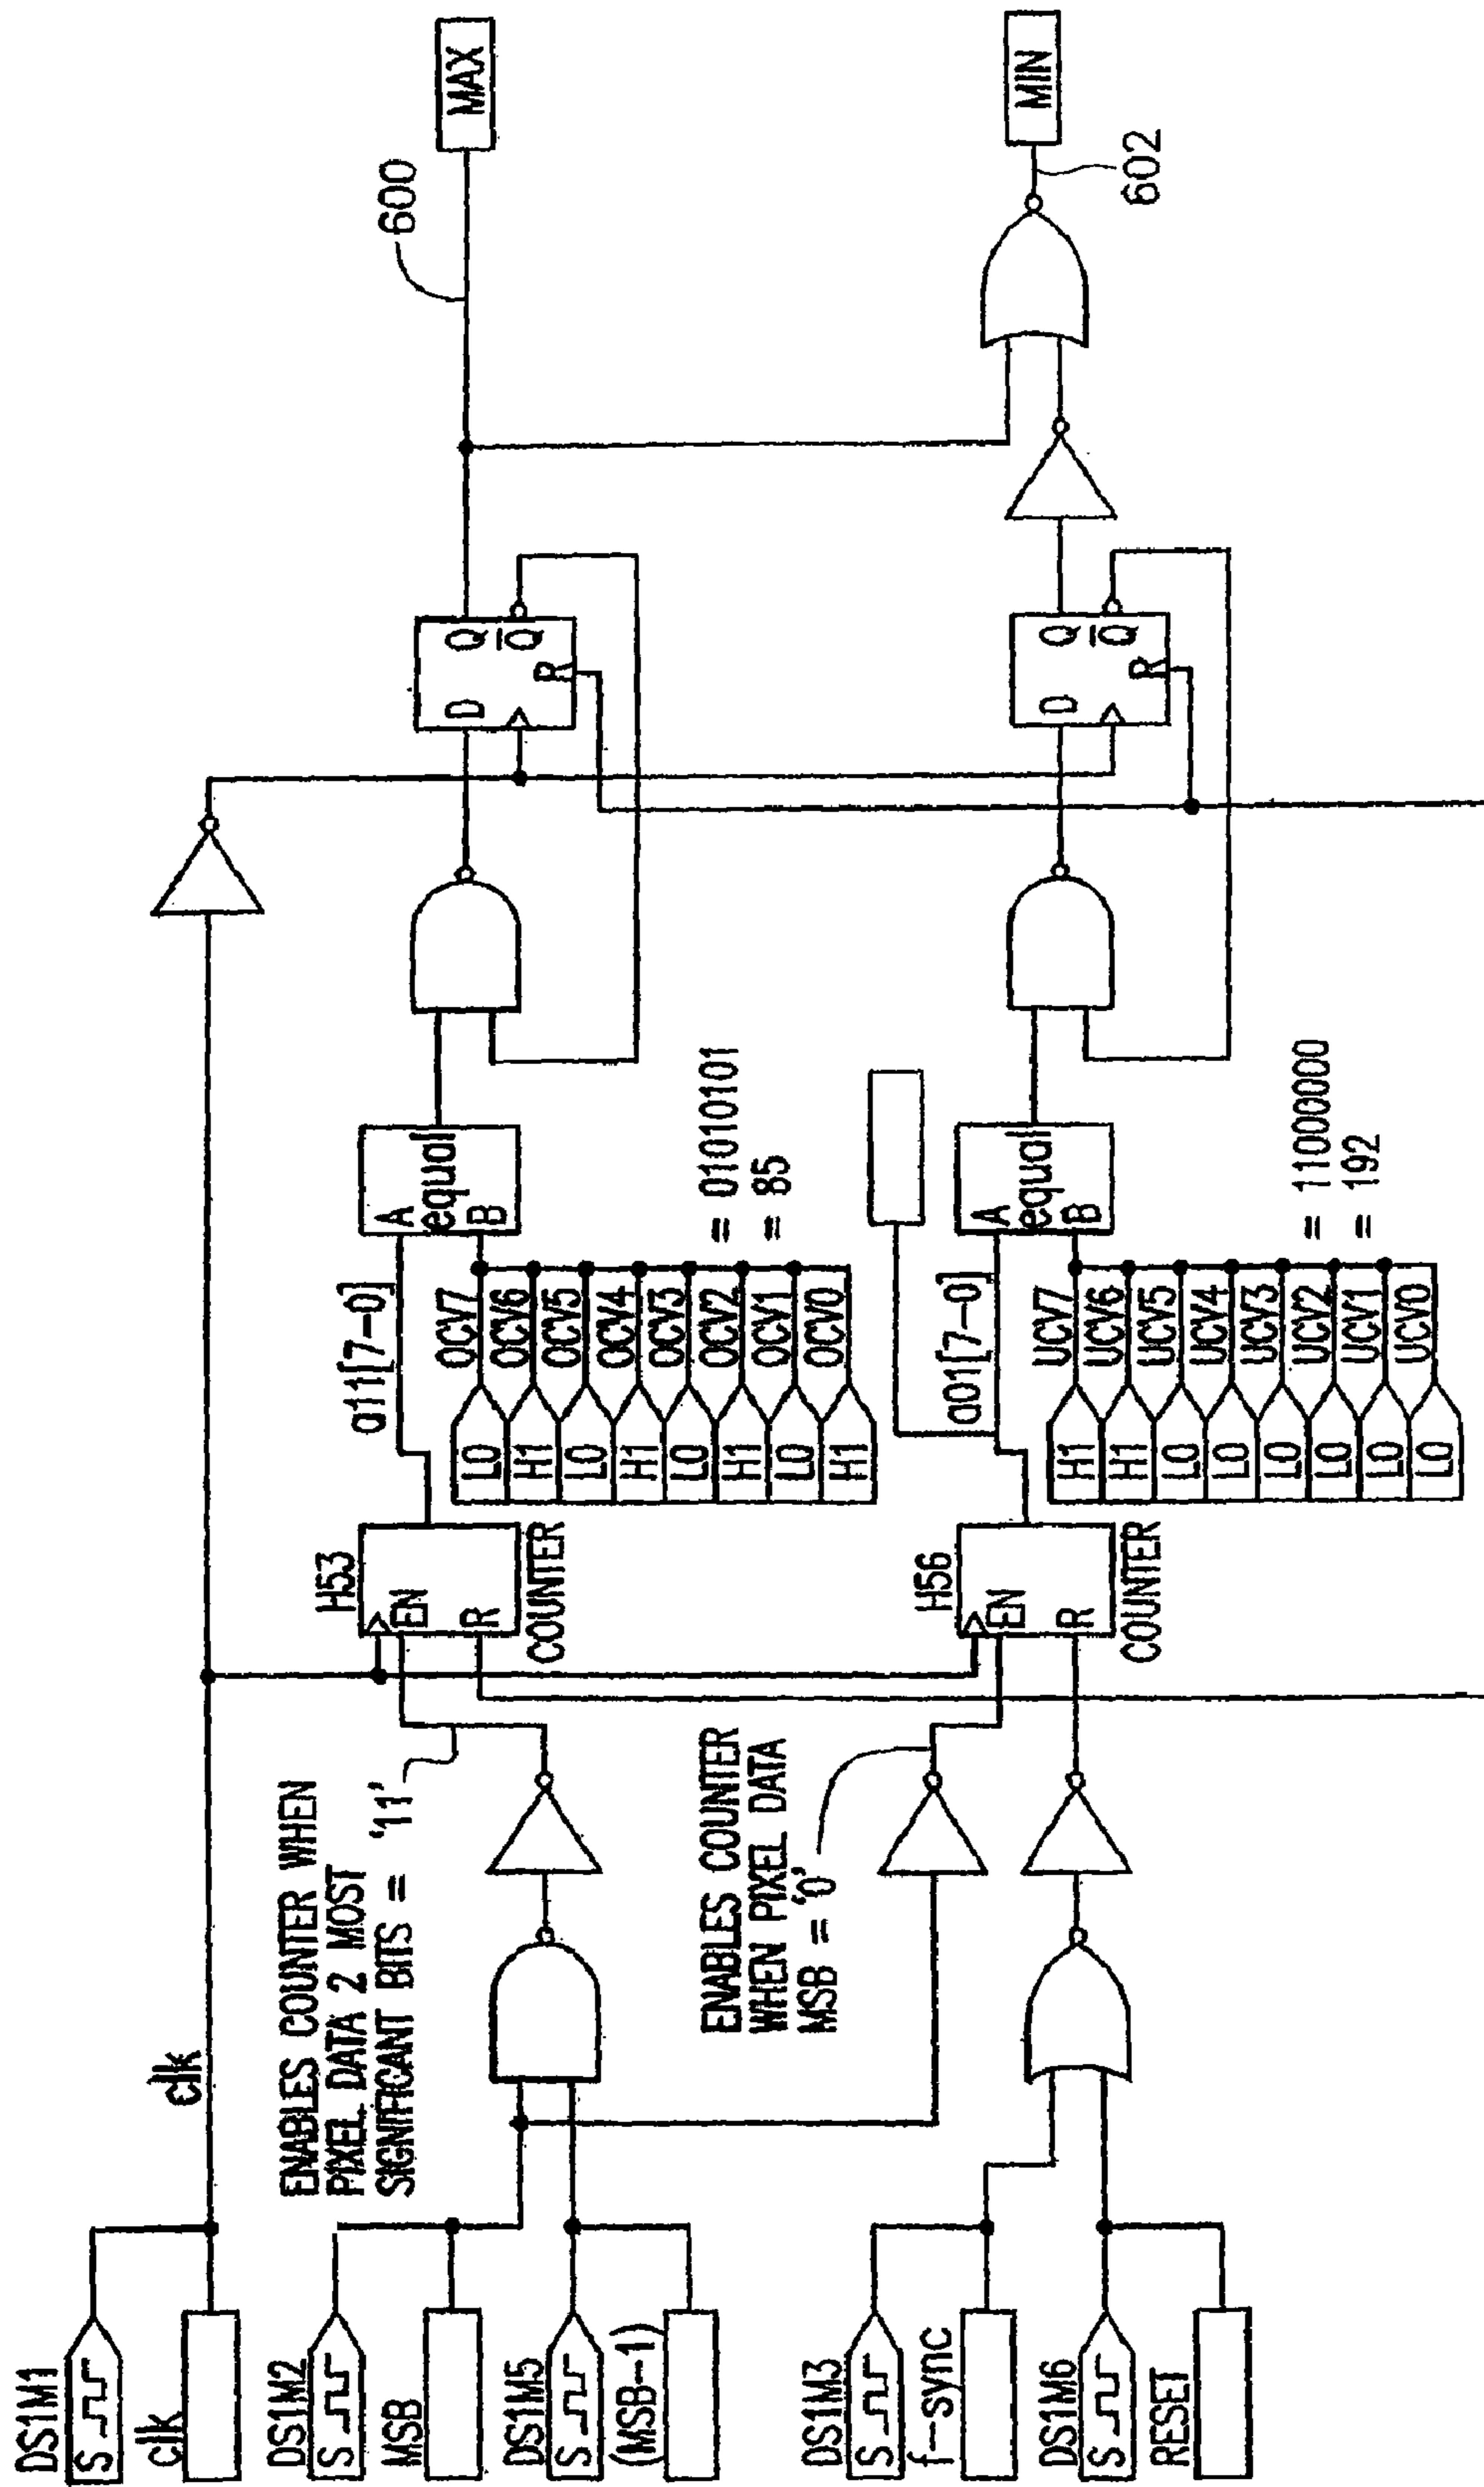 DS1M1
S
clk
clk
DS1M2
S
MSB
DS1M5
S
(MSB-1)
DS1M3
S
f-sync
DS1M6
S
RESET
ENABLES COUNTER WHEN
PIXEL DATA 2 MOST
SIGNIFICANT BITS = '11'
ENABLES COUNTER
WHEN PIXEL DATA
MSB = '0'
H53
EN
R
COUNTER
H56
EN
R
COUNTER
a11[7-0]
LO OCV7
H1 OCV6
LO OCV5
H1 OCV4
LO OCV3
H1 OCV2
LO OCV1
H1 OCV0
= 01010101
= 85
a01[7-0]
H1 UCV7
H1 UCV6
LO UCV5
LO UCV4
LO UCV3
LO UCV2
LO UCV1
LO UCV0
= 11000000
= 192
A
equal
B
A
equal
B
D Q
Q
R
D Q
Q
R
600
MAX
602
MIN